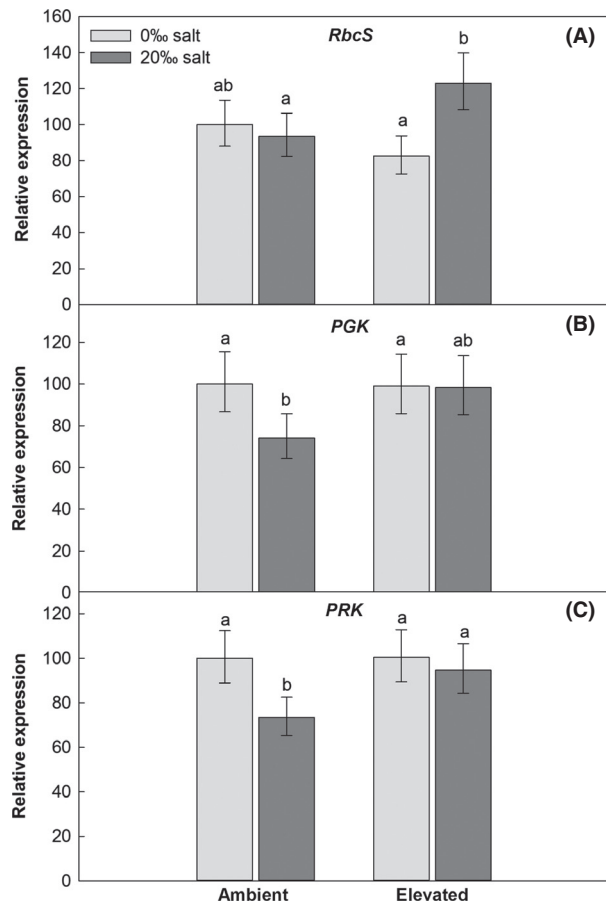 160
RbcS
(A)
0‰ salt
20‰ salt
140
120
100
80
60
40
20
0
Relative expression
ab
a
a
b
PGK
(B)
120
100
80
60
40
20
0
Relative expression
a
b
a
ab
PRK
(C)
120
100
80
60
40
20
0
Relative expression
a
b
a
a
Ambient
Elevated